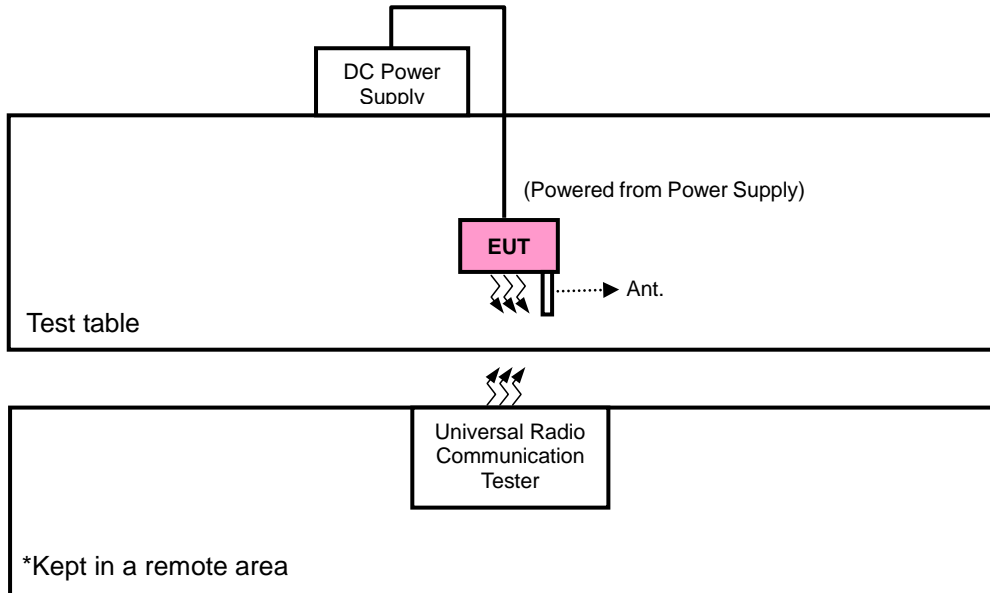 DC Power
Supply
(Powered from Power Supply)
EUT
Ant.
Test table
Universal Radio
Communication
Tester
*Kept in a remote area